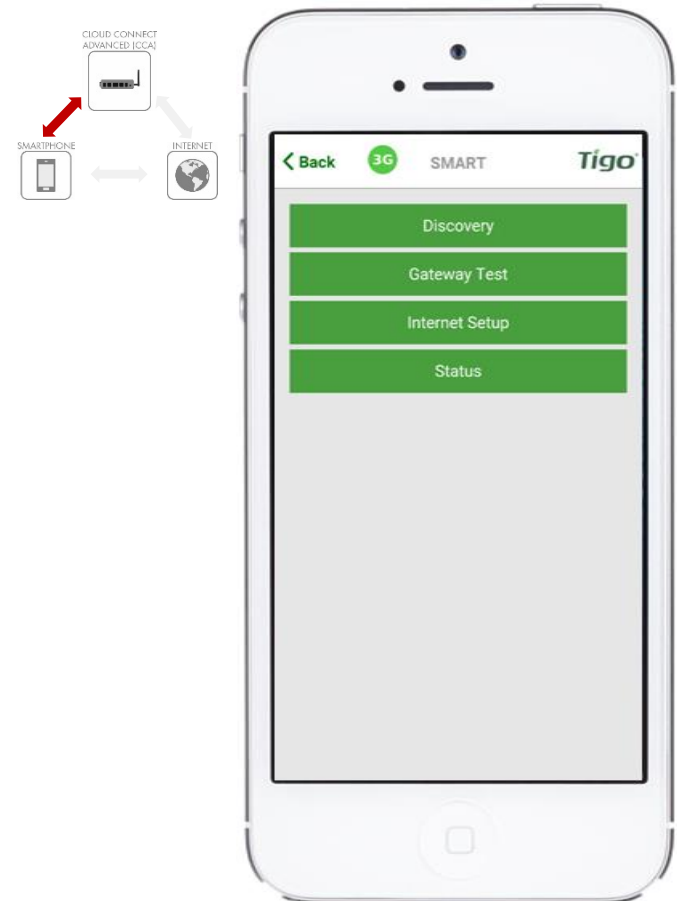 CLOUD CONNECT
ADVANCED (CCA)
SMARTPHONE
INTERNET
Back
3G
SMART
Tigo
Discovery
Gateway Test
Internet Setup
Status